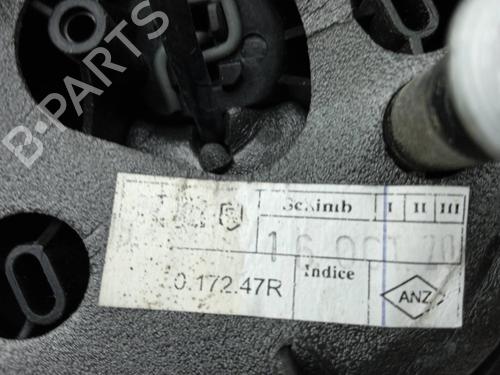 B-PARTS
Schimb I II III
16 OCT 20
0.172.47R
Indice
ANZ